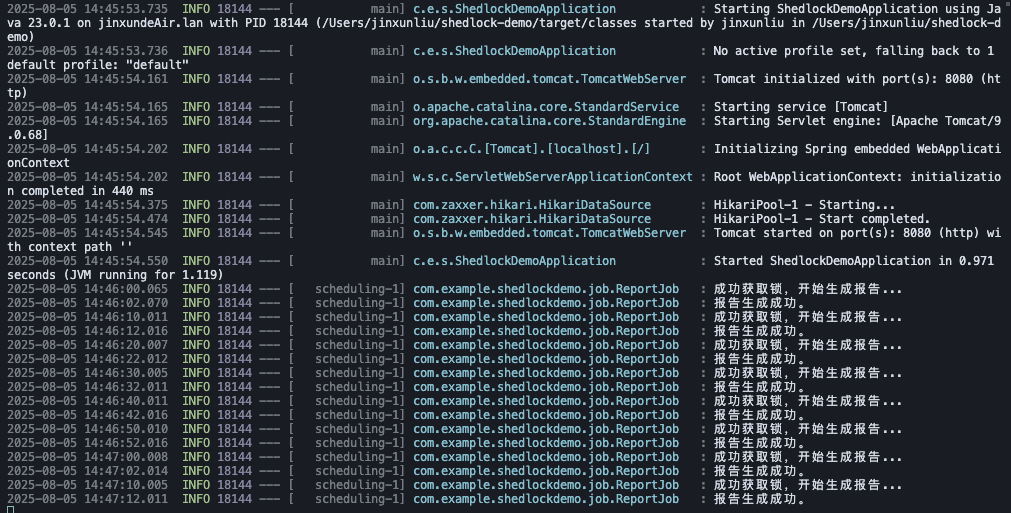 2025-08-05 14:45:53.735  INFO 18144 --- [           main] c.e.s.ShedlockDemoApplication            : Starting ShedlockDemoApplication using Ja
va 23.0.1 on jinxundeAir.lan with PID 18144 (/Users/jinxunliu/shedlock-demo/target/classes started by jinxunliu in /Users/jinxunliu/shedlock-d
emo)
2025-08-05 14:45:53.736  INFO 18144 --- [           main] c.e.s.ShedlockDemoApplication            : No active profile set, falling back to 1
default profile: "default"
2025-08-05 14:45:54.161  INFO 18144 --- [           main] o.s.b.w.embedded.tomcat.TomcatWebServer  : Tomcat initialized with port(s): 8080 (ht
tp)
2025-08-05 14:45:54.165  INFO 18144 --- [           main] o.apache.catalina.core.StandardService   : Starting service [Tomcat]
2025-08-05 14:45:54.165  INFO 18144 --- [           main] org.apache.catalina.core.StandardEngine  : Starting Servlet engine: [Apache Tomcat/9
.0.68]
2025-08-05 14:45:54.202  INFO 18144 --- [           main] o.a.c.c.C.[Tomcat].[localhost].[/]       : Initializing Spring embedded WebApplicati
onContext
2025-08-05 14:45:54.202  INFO 18144 --- [           main] w.s.c.ServletWebServerApplicationContext : Root WebApplicationContext: initializatio
n completed in 440 ms
2025-08-05 14:45:54.375  INFO 18144 --- [           main] com.zaxxer.hikari.HikariDataSource       : HikariPool-1 - Starting...
2025-08-05 14:45:54.474  INFO 18144 --- [           main] com.zaxxer.hikari.HikariDataSource       : HikariPool-1 - Start completed.
2025-08-05 14:45:54.545  INFO 18144 --- [           main] o.s.b.w.embedded.tomcat.TomcatWebServer  : Tomcat started on port(s): 8080 (http) wi
th context path ''
2025-08-05 14:45:54.550  INFO 18144 --- [           main] c.e.s.ShedlockDemoApplication            : Started ShedlockDemoApplication in 0.971
seconds (JVM running for 1.119)
2025-08-05 14:46:00.065  INFO 18144 --- [   scheduling-1] com.example.shedlockdemo.job.ReportJob   : 成功获取锁，开始生成报告...
2025-08-05 14:46:02.070  INFO 18144 --- [   scheduling-1] com.example.shedlockdemo.job.ReportJob   : 报告生成成功。
2025-08-05 14:46:10.011  INFO 18144 --- [   scheduling-1] com.example.shedlockdemo.job.ReportJob   : 成功获取锁，开始生成报告...
2025-08-05 14:46:12.016  INFO 18144 --- [   scheduling-1] com.example.shedlockdemo.job.ReportJob   : 报告生成成功。
2025-08-05 14:46:20.007  INFO 18144 --- [   scheduling-1] com.example.shedlockdemo.job.ReportJob   : 成功获取锁，开始生成报告...
2025-08-05 14:46:22.012  INFO 18144 --- [   scheduling-1] com.example.shedlockdemo.job.ReportJob   : 报告生成成功。
2025-08-05 14:46:30.005  INFO 18144 --- [   scheduling-1] com.example.shedlockdemo.job.ReportJob   : 成功获取锁，开始生成报告...
2025-08-05 14:46:32.011  INFO 18144 --- [   scheduling-1] com.example.shedlockdemo.job.ReportJob   : 报告生成成功。
2025-08-05 14:46:40.011  INFO 18144 --- [   scheduling-1] com.example.shedlockdemo.job.ReportJob   : 成功获取锁，开始生成报告...
2025-08-05 14:46:42.016  INFO 18144 --- [   scheduling-1] com.example.shedlockdemo.job.ReportJob   : 报告生成成功。
2025-08-05 14:46:50.010  INFO 18144 --- [   scheduling-1] com.example.shedlockdemo.job.ReportJob   : 成功获取锁，开始生成报告...
2025-08-05 14:46:52.016  INFO 18144 --- [   scheduling-1] com.example.shedlockdemo.job.ReportJob   : 报告生成成功。
2025-08-05 14:47:00.008  INFO 18144 --- [   scheduling-1] com.example.shedlockdemo.job.ReportJob   : 成功获取锁，开始生成报告...
2025-08-05 14:47:02.014  INFO 18144 --- [   scheduling-1] com.example.shedlockdemo.job.ReportJob   : 报告生成成功。
2025-08-05 14:47:10.005  INFO 18144 --- [   scheduling-1] com.example.shedlockdemo.job.ReportJob   : 成功获取锁，开始生成报告...
2025-08-05 14:47:12.011  INFO 18144 --- [   scheduling-1] com.example.shedlockdemo.job.ReportJob   : 报告生成成功。